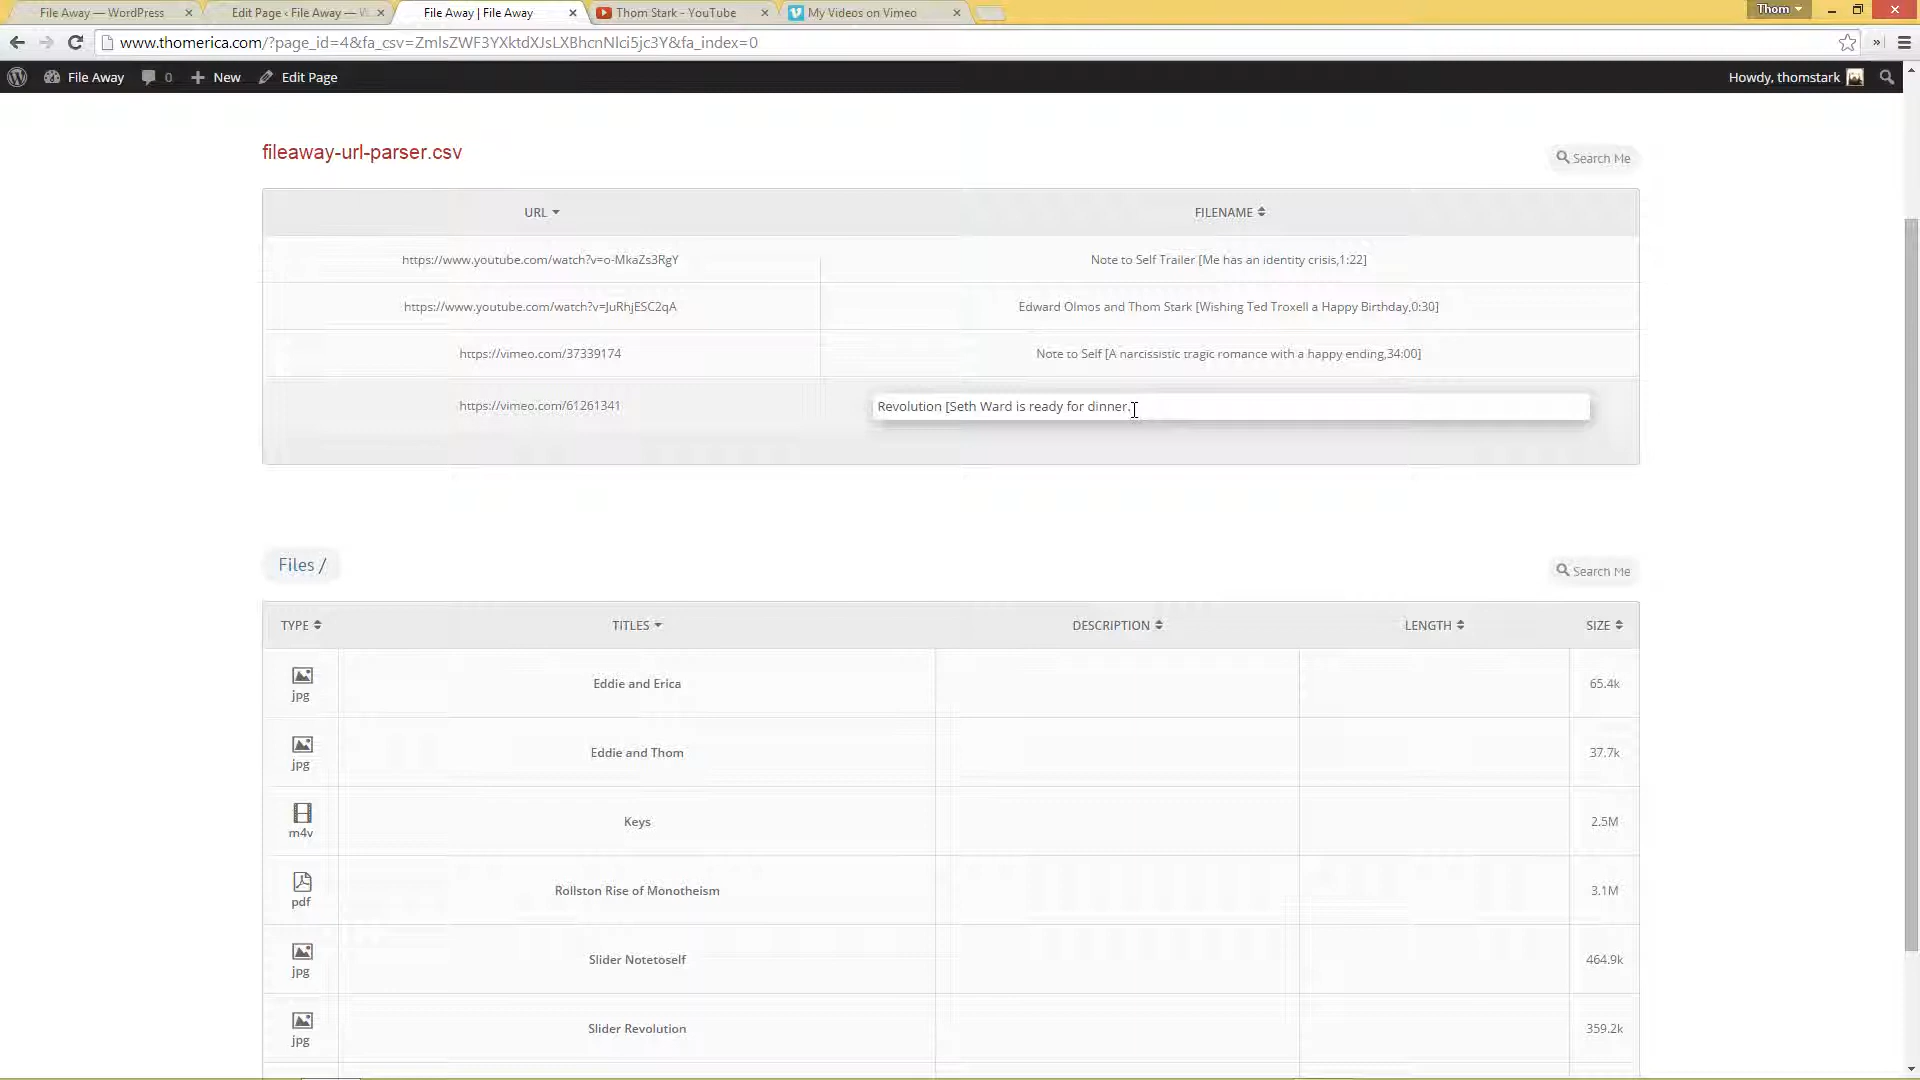 File Away — WordPress
Edit Page ‹ File Away — W
File Away | File Away
Thom Stark - YouTube
My Videos on Vimeo
Thom
www.thomerica.com/?page_id=4&fa_csv=ZmlsZWF3YXktdXJsLXBhcnNlci5jc3Y&fa_index=0
File Away 0 New Edit Page
Howdy, thomstark
fileaway-url-parser.csv
Search Me
URL FILENAME
https://www.youtube.com/watch?v=o-MkaZs3RgY Note to Self Trailer [Me has an identity crisis,1:22]
https://www.youtube.com/watch?v=JuRhjESC2qA Edward Olmos and Thom Stark [Wishing Ted Troxell a Happy Birthday,0:30]
https://vimeo.com/37339174 Note to Self [A narcissistic tragic romance with a happy ending,34:00]
https://vimeo.com/61261341 Revolution [Seth Ward is ready for dinner.
Files /
Search Me
TYPE TITLES DESCRIPTION LENGTH SIZE
jpg Eddie and Erica 65.4k
jpg Eddie and Thom 37.7k
m4v Keys 2.5M
pdf Rollston Rise of Monotheism 3.1M
jpg Slider Notetoself 464.9k
jpg Slider Revolution 359.2k